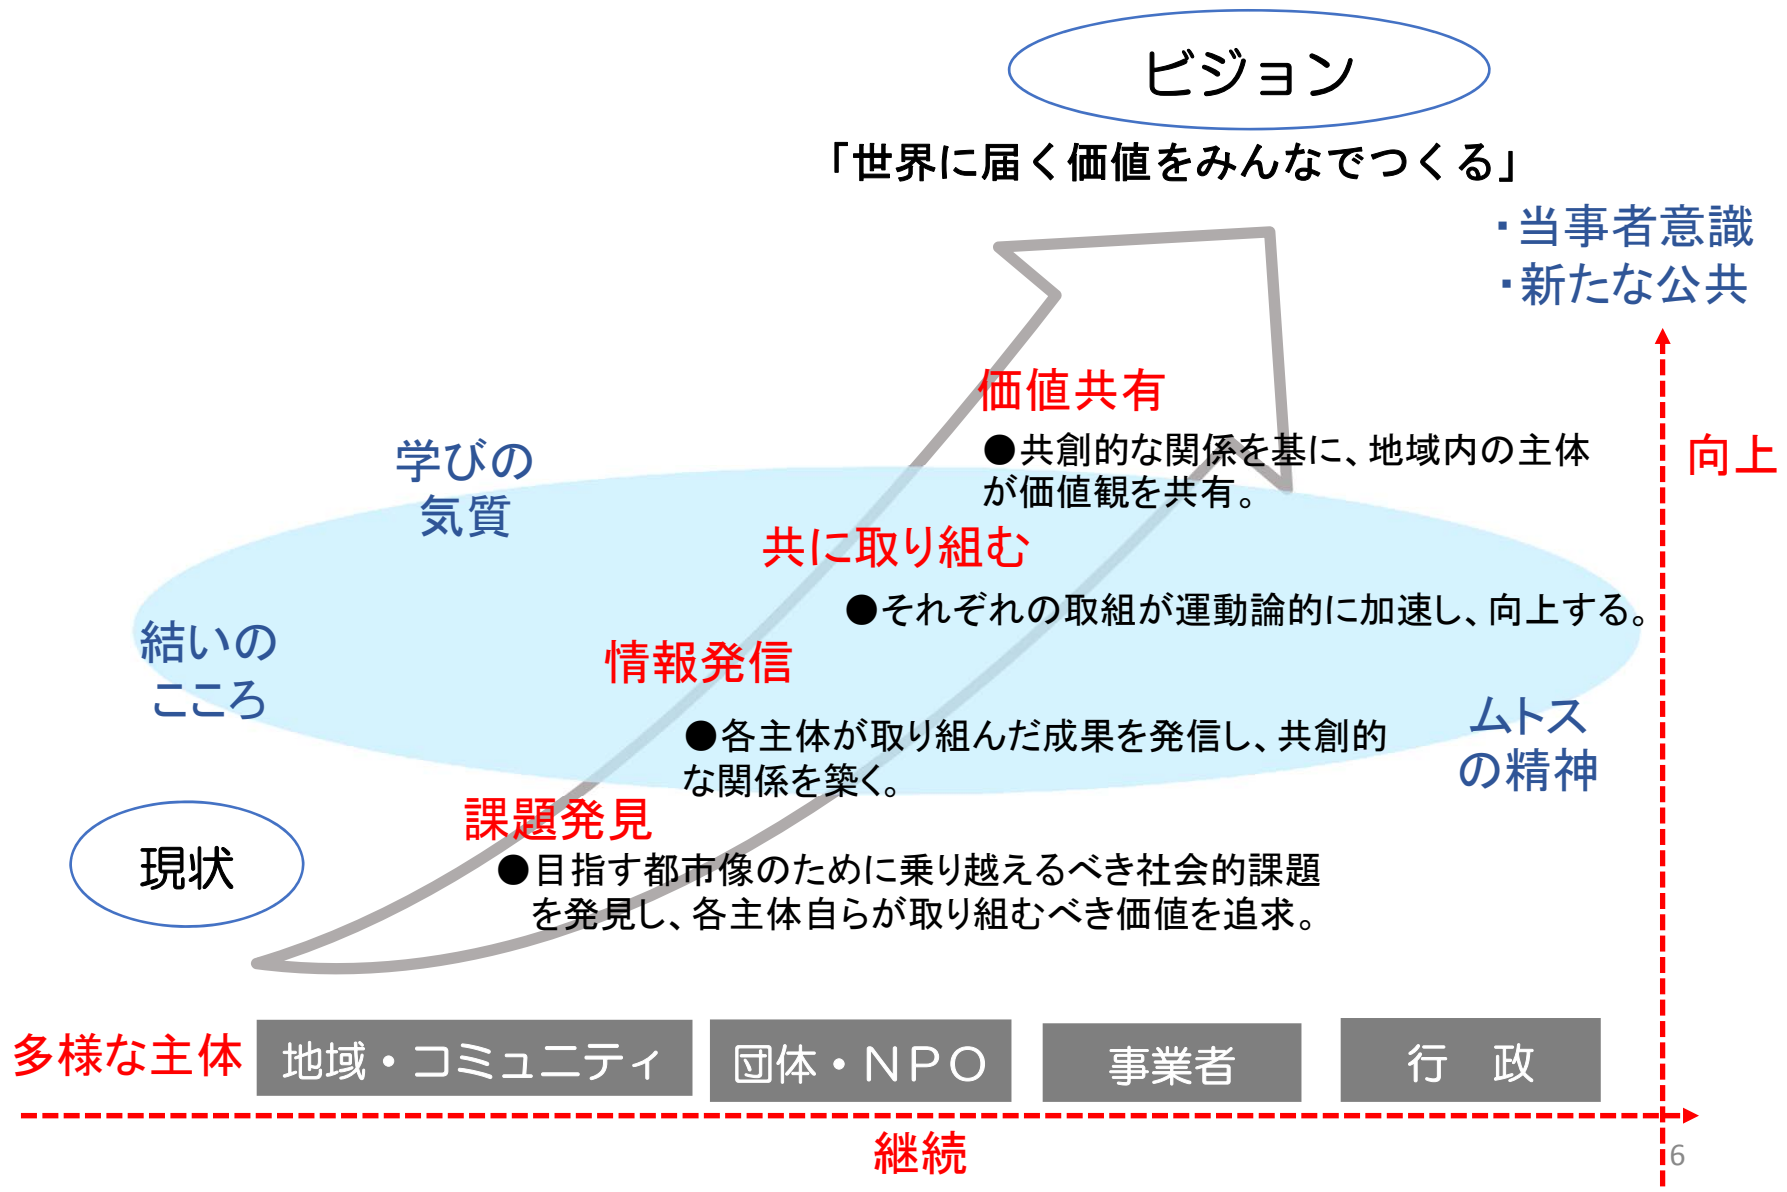 ビジョン
「世界に届く価値をみんなでつくる」
・当事者意識
・新たな公共
価値共有
●共創的な関係を基に、地域内の主体
が価値観を共有。
向上
学びの
気質
共に取り組む
●それぞれの取組が運動論的に加速し、向上する。
結いの
こころ
情報発信
●各主体が取り組んだ成果を発信し、共創的
な関係を築く。
ムトス
の精神
課題発見
●目指す都市像のために乗り越えるべき社会的課題
を発見し、各主体自らが取り組むべき価値を追求。
現状
多様な主体
地域・コミュニティ
団体・NPO
事業者
行 政
継続
6